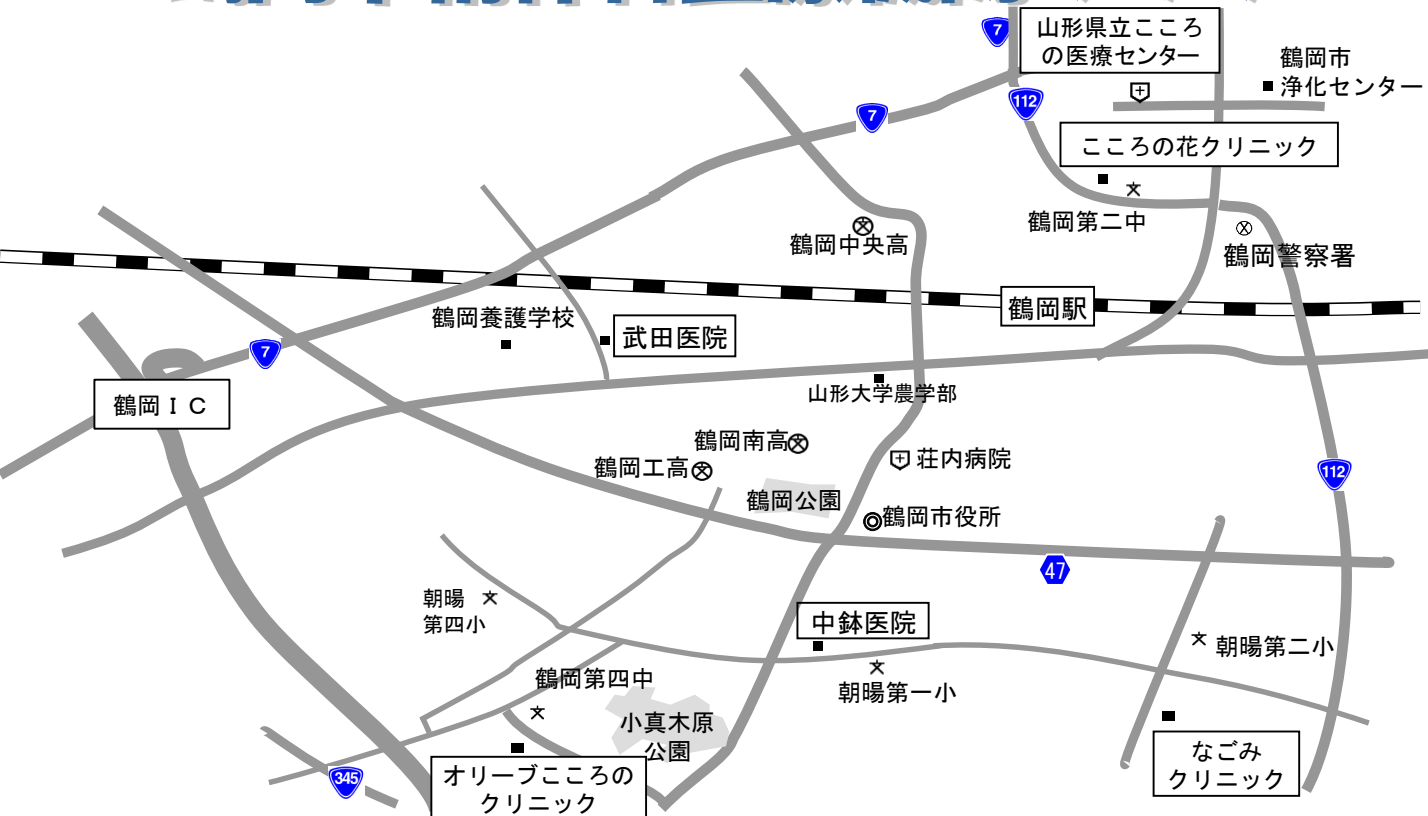 7
山形県立こころ
の医療センター
鶴岡市
浄化センター
7
112
こころの花クリニック
鶴岡第二中
鶴岡中央高
鶴岡警察署
鶴岡養護学校
武田医院
鶴岡駅
7
山形大学農学部
鶴岡ＩＣ
鶴岡南高
荘内病院
鶴岡工高
112
鶴岡公園
鶴岡市役所
47
朝暘
第四小
中鉢医院
朝暘第二小
鶴岡第四中
朝暘第一小
小真木原
公園
なごみ
クリニック
345
オリーブこころの
クリニック